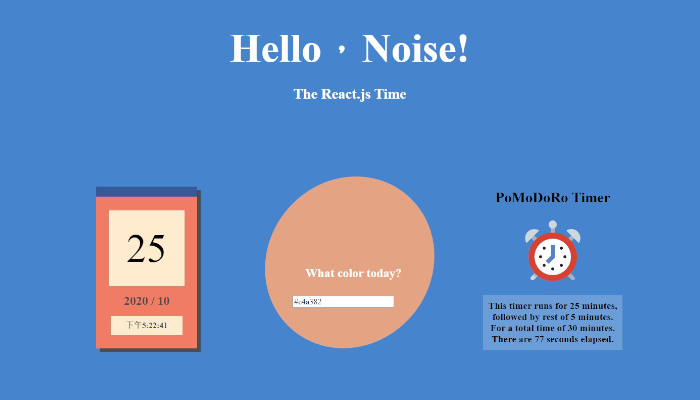 Hello · Noise!
The React.js Time
25
2020 / 10
下午5:22:41
What color today?
#e4a382
PoMoDoRo Timer
This timer runs for 25 minutes,
followed by rest of 5 minutes.
For a total time of 30 minutes.
There are 77 seconds elapsed.